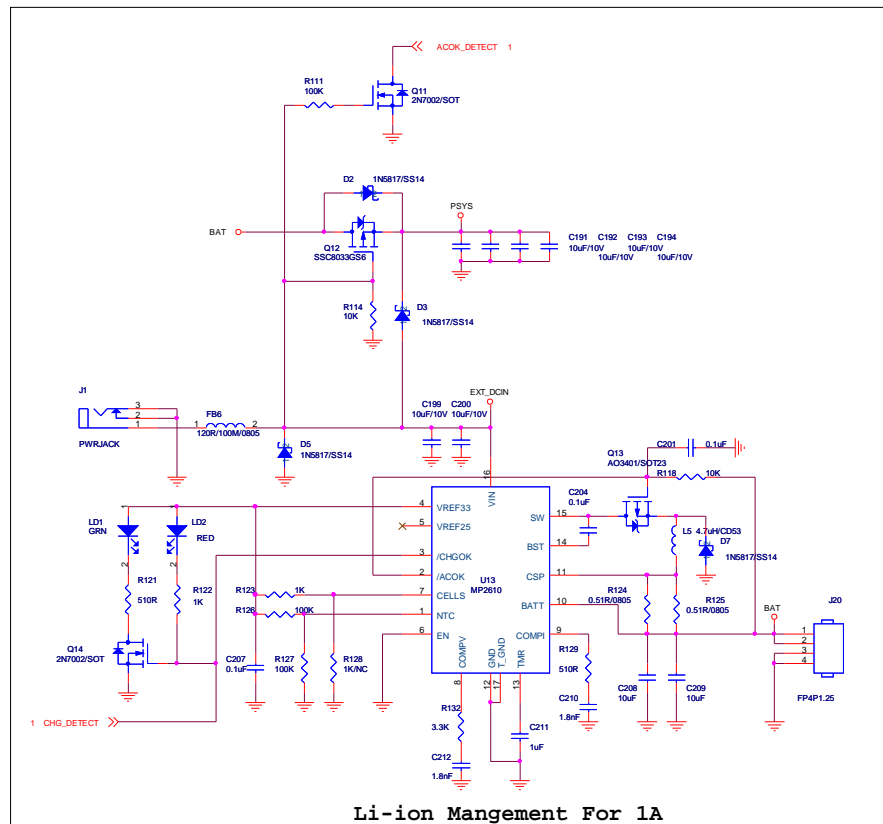 ACOK_DETECT 1
R111
100K
Q11
2N7002/SOT
D2 1N5817/SS14
PSYS
BAT
Q12
SSC8033GS6
C191 C192 C193 C194
10uF/10V 10uF/10V
10uF/10V 10uF/10V
R114
10K
D3
1N5817/SS14
J1
3
2
1
PWRJACK
FB6
1 2
120R/100M/0805
D5
1N5817/SS14
C199 C200
10uF/10V 10uF/10V
EXT_DCIN
Q13
AO3401/SOT23
C201 0.1uF
R118 10K
16
VIN
C204
0.1uF
4 VREF33
5 VREF25
3 /CHGOK
2 /ACOK
7 CELLS
1 NTC
6 EN
U13
MP2610
SW 15
BST 14
CSP 11
BATT 10
COMPI 9
COMPV
GND
T_GND
TMR
8
12
17
13
L5 4.7uH/CD53
D7
1N5817/SS14
1
1
LD1
GRN
LD2
RED
2
2
R121
510R
R122
1K
R123 1K
R126 100K
Q14
2N7002/SOT
C207
0.1uF
R127
100K
R128
1K/NC
1 CHG_DETECT
R124
0.51R/0805
R125
0.51R/0805
BAT
J20
1
2
3
4
FP4P1.25
R129
510R
C210
1.8nF
C208
10uF
C209
10uF
R132
3.3K
C212
1.8nF
C211
1uF
Li-ion Mangement For 1A